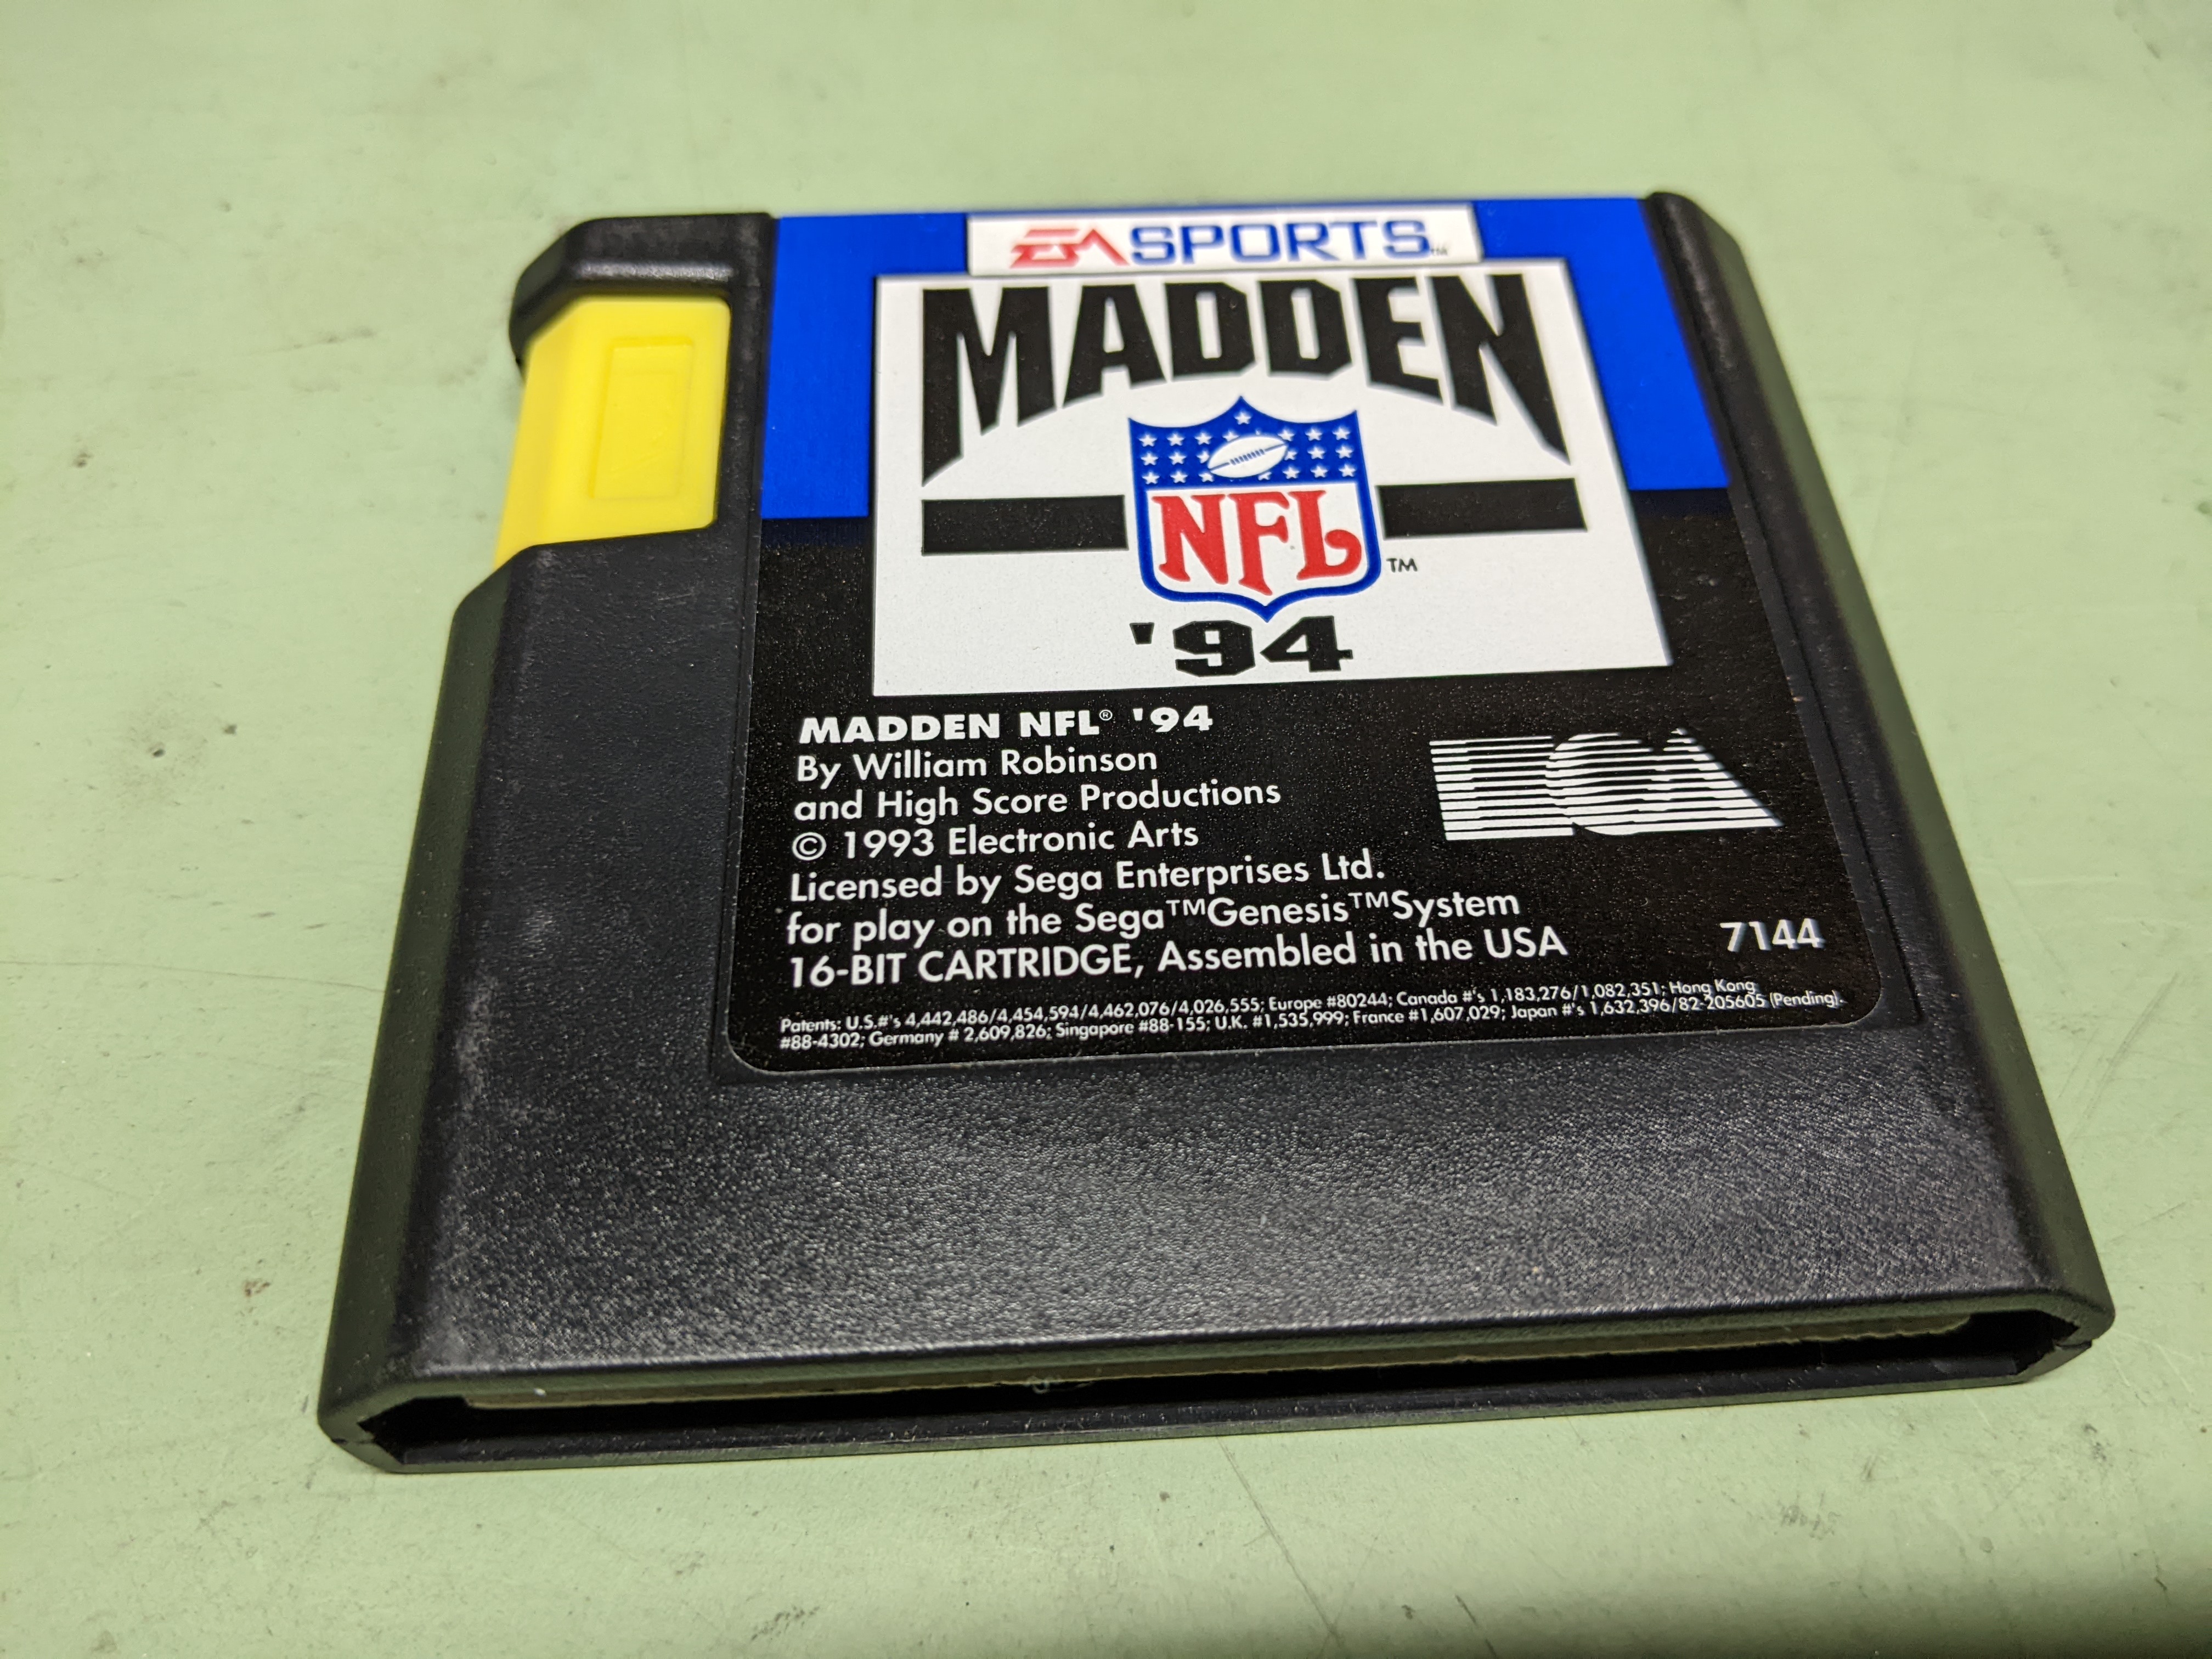 EA SPORTS™
MADDEN
NFL™
'94
MADDEN NFL® '94
By William Robinson
and High Score Productions
© 1993 Electronic Arts
Licensed by Sega Enterprises Ltd.
for play on the Sega™Genesis™System
16-BIT CARTRIDGE, Assembled in the USA
EOA
7144
Patents: U.S.#'s 4,442,486/4,454,594/4,462,076/4,026,555; Europe #80244; Canada #'s 1,183,276/1,082,351; Hong Kong
#88-4302; Germany # 2,609,826; Singapore #88-155; U.K. #1,535,999; France #1,607,029; Japan #'s 1,632,396/82-205605 (Pending).